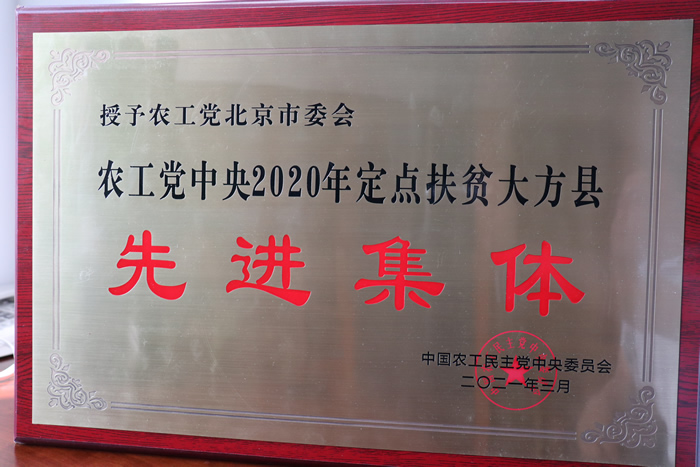 授予农工党北京市委会
农工党中央2020年定点扶贫大方县
先进集体
中国农工民主党中央委员会
二〇二一年三月